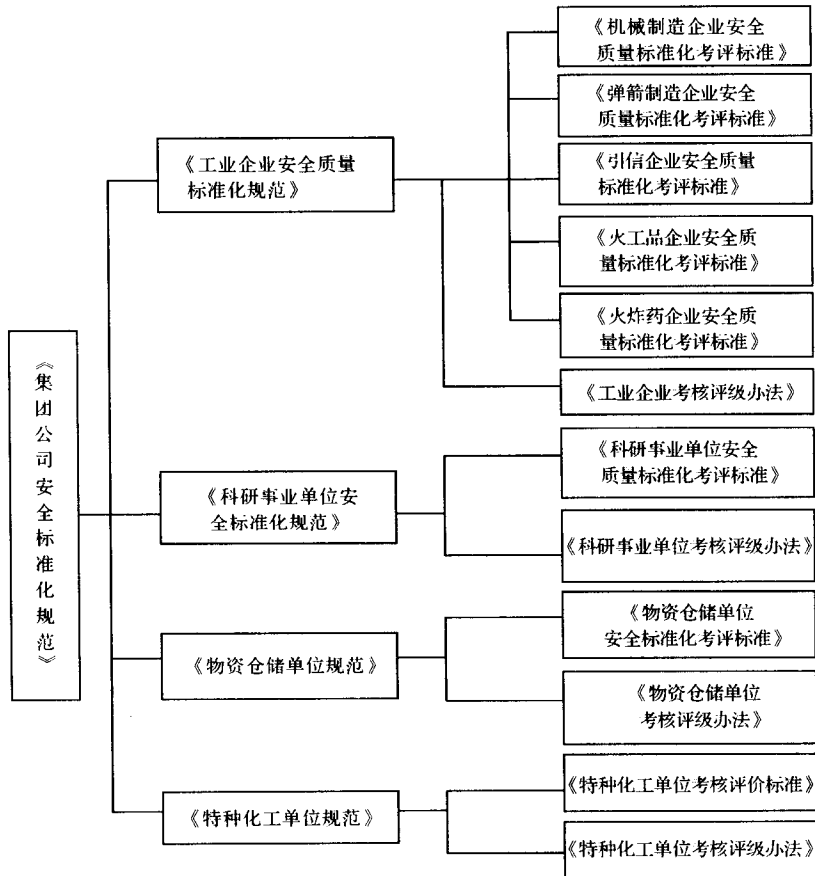 《集团公司安全标准化规范》
《工业企业安全质量
标准化规范》
《机械制造企业安全
质量标准化考评标准》
《弹箭制造企业安全
质量标准化考评标准》
《引信企业安全质量
标准化考评标准》
《火工品企业安全质
量标准化考评标准》
《火炸药企业安全质
量标准化考评标准》
《工业企业考核评级办法》
《科研事业单位安
全标准化规范》
《科研事业单位安全
质量标准化考评标准》
《科研事业单位考核评级办法》
《物资仓储单位规范》
《物资仓储单位
安全标准化考评标准》
《物资仓储单位
考核评级办法》
《特种化工单位规范》
《特种化工单位考核评价标准》
《特种化工单位考核评级办法》